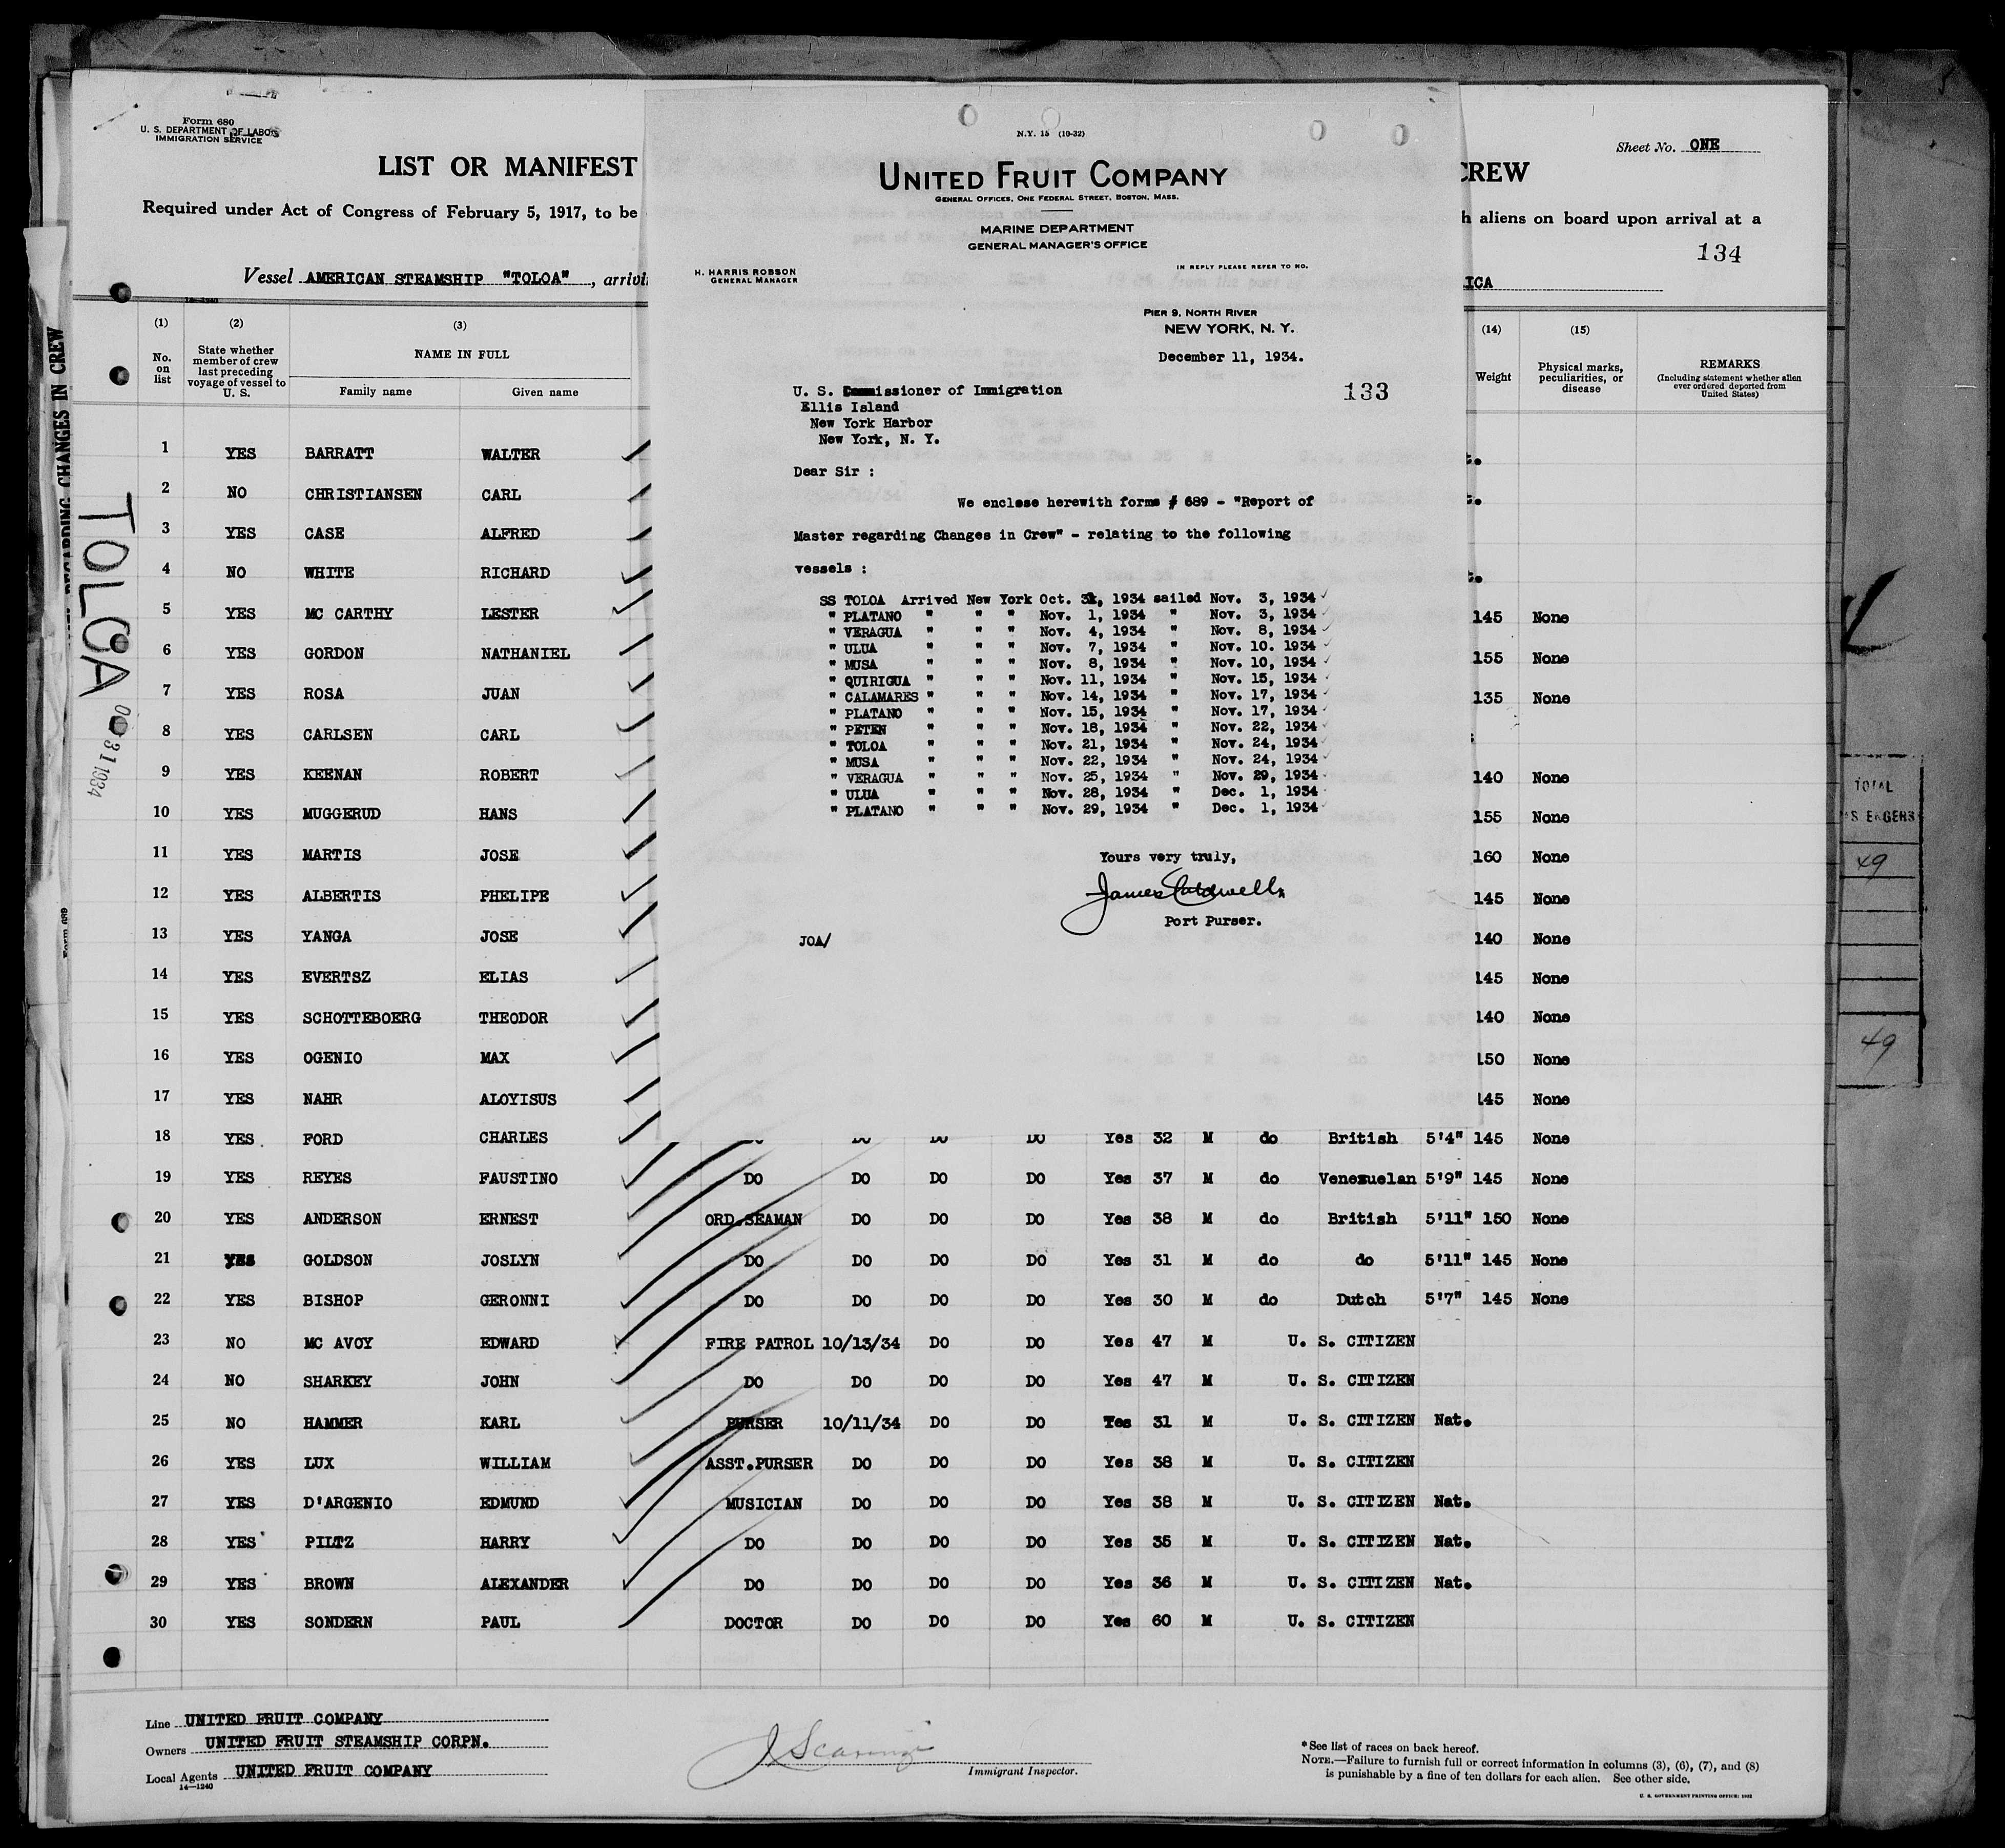 Form 680
U. S. DEPARTMENT OF LABOR
IMMIGRATION SERVICE
LIST OR MANIFEST
CREW
Sheet No. ONE
Required under Act of Congress of February 5, 1917, to be
h aliens on board upon arrival at a
134
Vessel AMERICAN STEAMSHIP "TOLOA", arrivi
ICA
N.Y. 15 (10-32)
UNITED FRUIT COMPANY
GENERAL OFFICES, ONE FEDERAL STREET, BOSTON, MASS.
MARINE DEPARTMENT
GENERAL MANAGER'S OFFICE
H. HARRIS ROBSON
GENERAL MANAGER
IN REPLY PLEASE REFER TO NO.
PIER 9, NORTH RIVER
NEW YORK, N. Y.
December 11, 1934.
133
U. S. Commissioner of Immigration
Ellis Island
New York Harbor
New York, N. Y.
Dear Sir :
We enclose herewith forms # 689 - "Report of
Master regarding Changes in Crew" - relating to the following
vessels :
SS TOLOA Arrived New York Oct. 31, 1934 sailed Nov. 3, 1934
" PLATANO " " " Nov. 1, 1934 " Nov. 3, 1934
" VERAGUA " " " Nov. 4, 1934 " Nov. 8, 1934
" ULUA " " " Nov. 7, 1934 " Nov. 10. 1934
" MUSA " " " Nov. 8, 1934 " Nov. 10, 1934
" QUIRIGUA " " " Nov. 11, 1934 " Nov. 15, 1934
" CALAMARES " " " Nov. 14, 1934 " Nov. 17, 1934
" PLATANO " " " Nov. 15, 1934 " Nov. 17, 1934
" PETEN " " " Nov. 18, 1934 " Nov. 22, 1934
" TOLOA " " " Nov. 21, 1934 " Nov. 24, 1934
" MUSA " " " Nov. 22, 1934 " Nov. 24, 1934
" VERAGUA " " " Nov. 25, 1934 " Nov. 29, 1934
" ULUA " " " Nov. 28, 1934 " Dec. 1, 1934
" PLATANO " " " Nov. 29, 1934 " Dec. 1, 1934
Yours very truly,
James Caldwell
Port Purser.
JOA/
(1) (2) (3) (14) (15)
No. on list
State whether member of crew last preceding voyage of vessel to U. S.
NAME IN FULL
Family name Given name
Weight
Physical marks, peculiarities, or disease
REMARKS
(Including statement whether alien ever ordered deported from United States)
1 YES BARRATT WALTER t.
2 NO CHRISTIANSEN CARL t.
3 YES CASE ALFRED
4 NO WHITE RICHARD t.
5 YES MC CARTHY LESTER 145 None
6 YES GORDON NATHANIEL 155 None
7 YES ROSA JUAN 135 None
8 YES CARLSEN CARL
9 YES KEENAN ROBERT 140 None
10 YES MUGGERUD HANS 155 None
11 YES MARTIS JOSE 160 None
12 YES ALBERTIS PHELIPE 145 None
13 YES YANGA JOSE 140 None
14 YES EVERTSZ ELIAS 145 None
15 YES SCHOTTEBOERG THEODOR 140 None
16 YES OGENIO MAX 150 None
17 YES NAHR ALOYISUS 145 None
18 YES FORD CHARLES DO DO DO DO Yes 32 M do British 5'4" 145 None
19 YES REYES FAUSTINO DO DO DO DO Yes 37 M do Venezuelan 5'9" 145 None
20 YES ANDERSON ERNEST ORD.SEAMAN DO DO DO Yes 38 M do British 5'11" 150 None
21 YES GOLDSON JOSLYN DO DO DO DO Yes 31 M do do 5'11" 145 None
22 YES BISHOP GERONNI DO DO DO DO Yes 30 M do Dutch 5'7" 145 None
23 NO MC AVOY EDWARD FIRE PATROL 10/13/34 DO DO Yes 47 M U. S. CITIZEN
24 NO SHARKEY JOHN DO DO DO DO Yes 47 M U. S. CITIZEN
25 NO HAMMER KARL PURSER 10/11/34 DO DO Yes 31 M U. S. CITIZEN Nat.
26 YES LUX WILLIAM ASST.PURSER DO DO DO Yes 38 M U. S. CITIZEN
27 YES D'ARGENIO EDMUND MUSICIAN DO DO DO Yes 38 M U. S. CITIZEN Nat.
28 YES PILTZ HARRY DO DO DO DO Yes 35 M U. S. CITIZEN Nat.
29 YES BROWN ALEXANDER DO DO DO DO Yes 36 M U. S. CITIZEN Nat.
30 YES SONDERN PAUL DOCTOR DO DO DO Yes 60 M U. S. CITIZEN
Line UNITED FRUIT COMPANY
Owners UNITED FRUIT STEAMSHIP CORPN.
Local Agents UNITED FRUIT COMPANY
14-1240
J Scaringi
Immigrant Inspector.
* See list of races on back hereof.
NOTE.—Failure to furnish full or correct information in columns (3), (6), (7), and (8)
is punishable by a fine of ten dollars for each alien. See other side.
U. S. GOVERNMENT PRINTING OFFICE: 1932
REGARDING CHANGES IN CREW
Form 689
TOLOA
OCT 31 1934
TOTAL
49
49